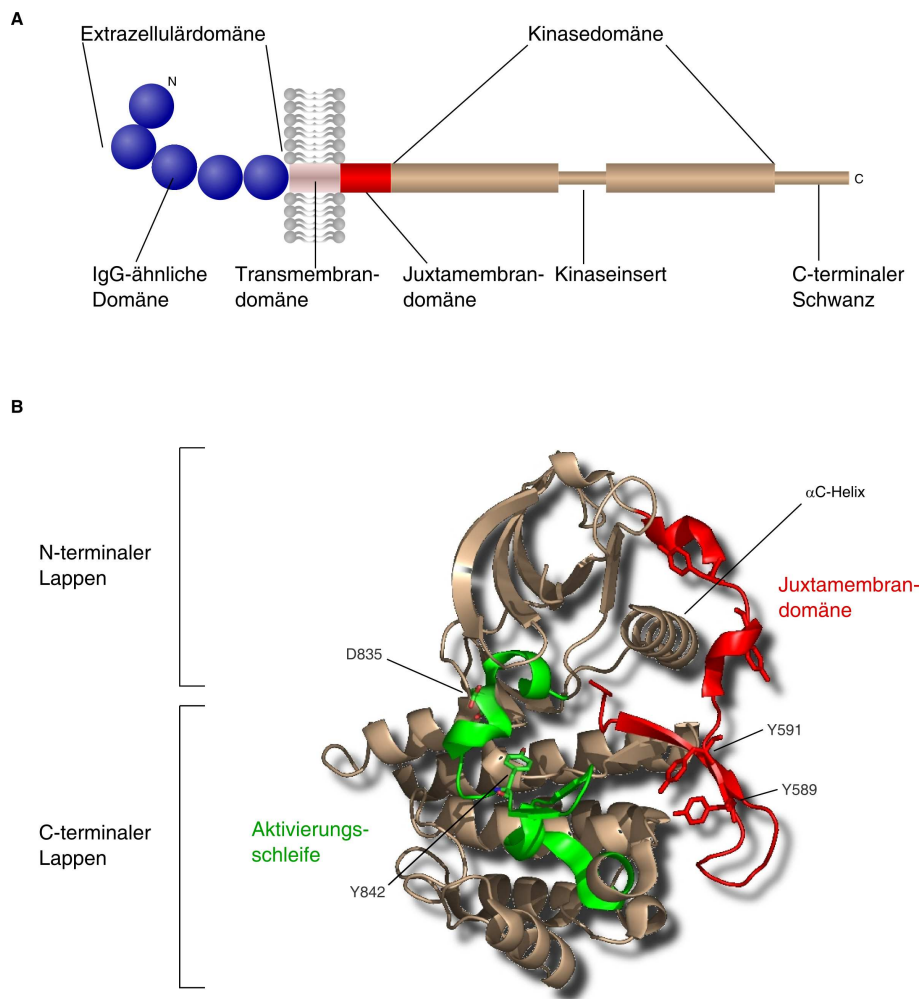 A
Extrazellulärdomäne
Kinasedomäne
N
C
IgG-ähnliche
Domäne
Transmembran-
domäne
Juxtamembran-
domäne
Kinaseinsert
C-terminaler
Schwanz
B
αC-Helix
N-terminaler
Lappen
Juxtamembran-
domäne
D835
Y591
Y589
C-terminaler
Lappen
Aktivierungs-
schleife
Y842